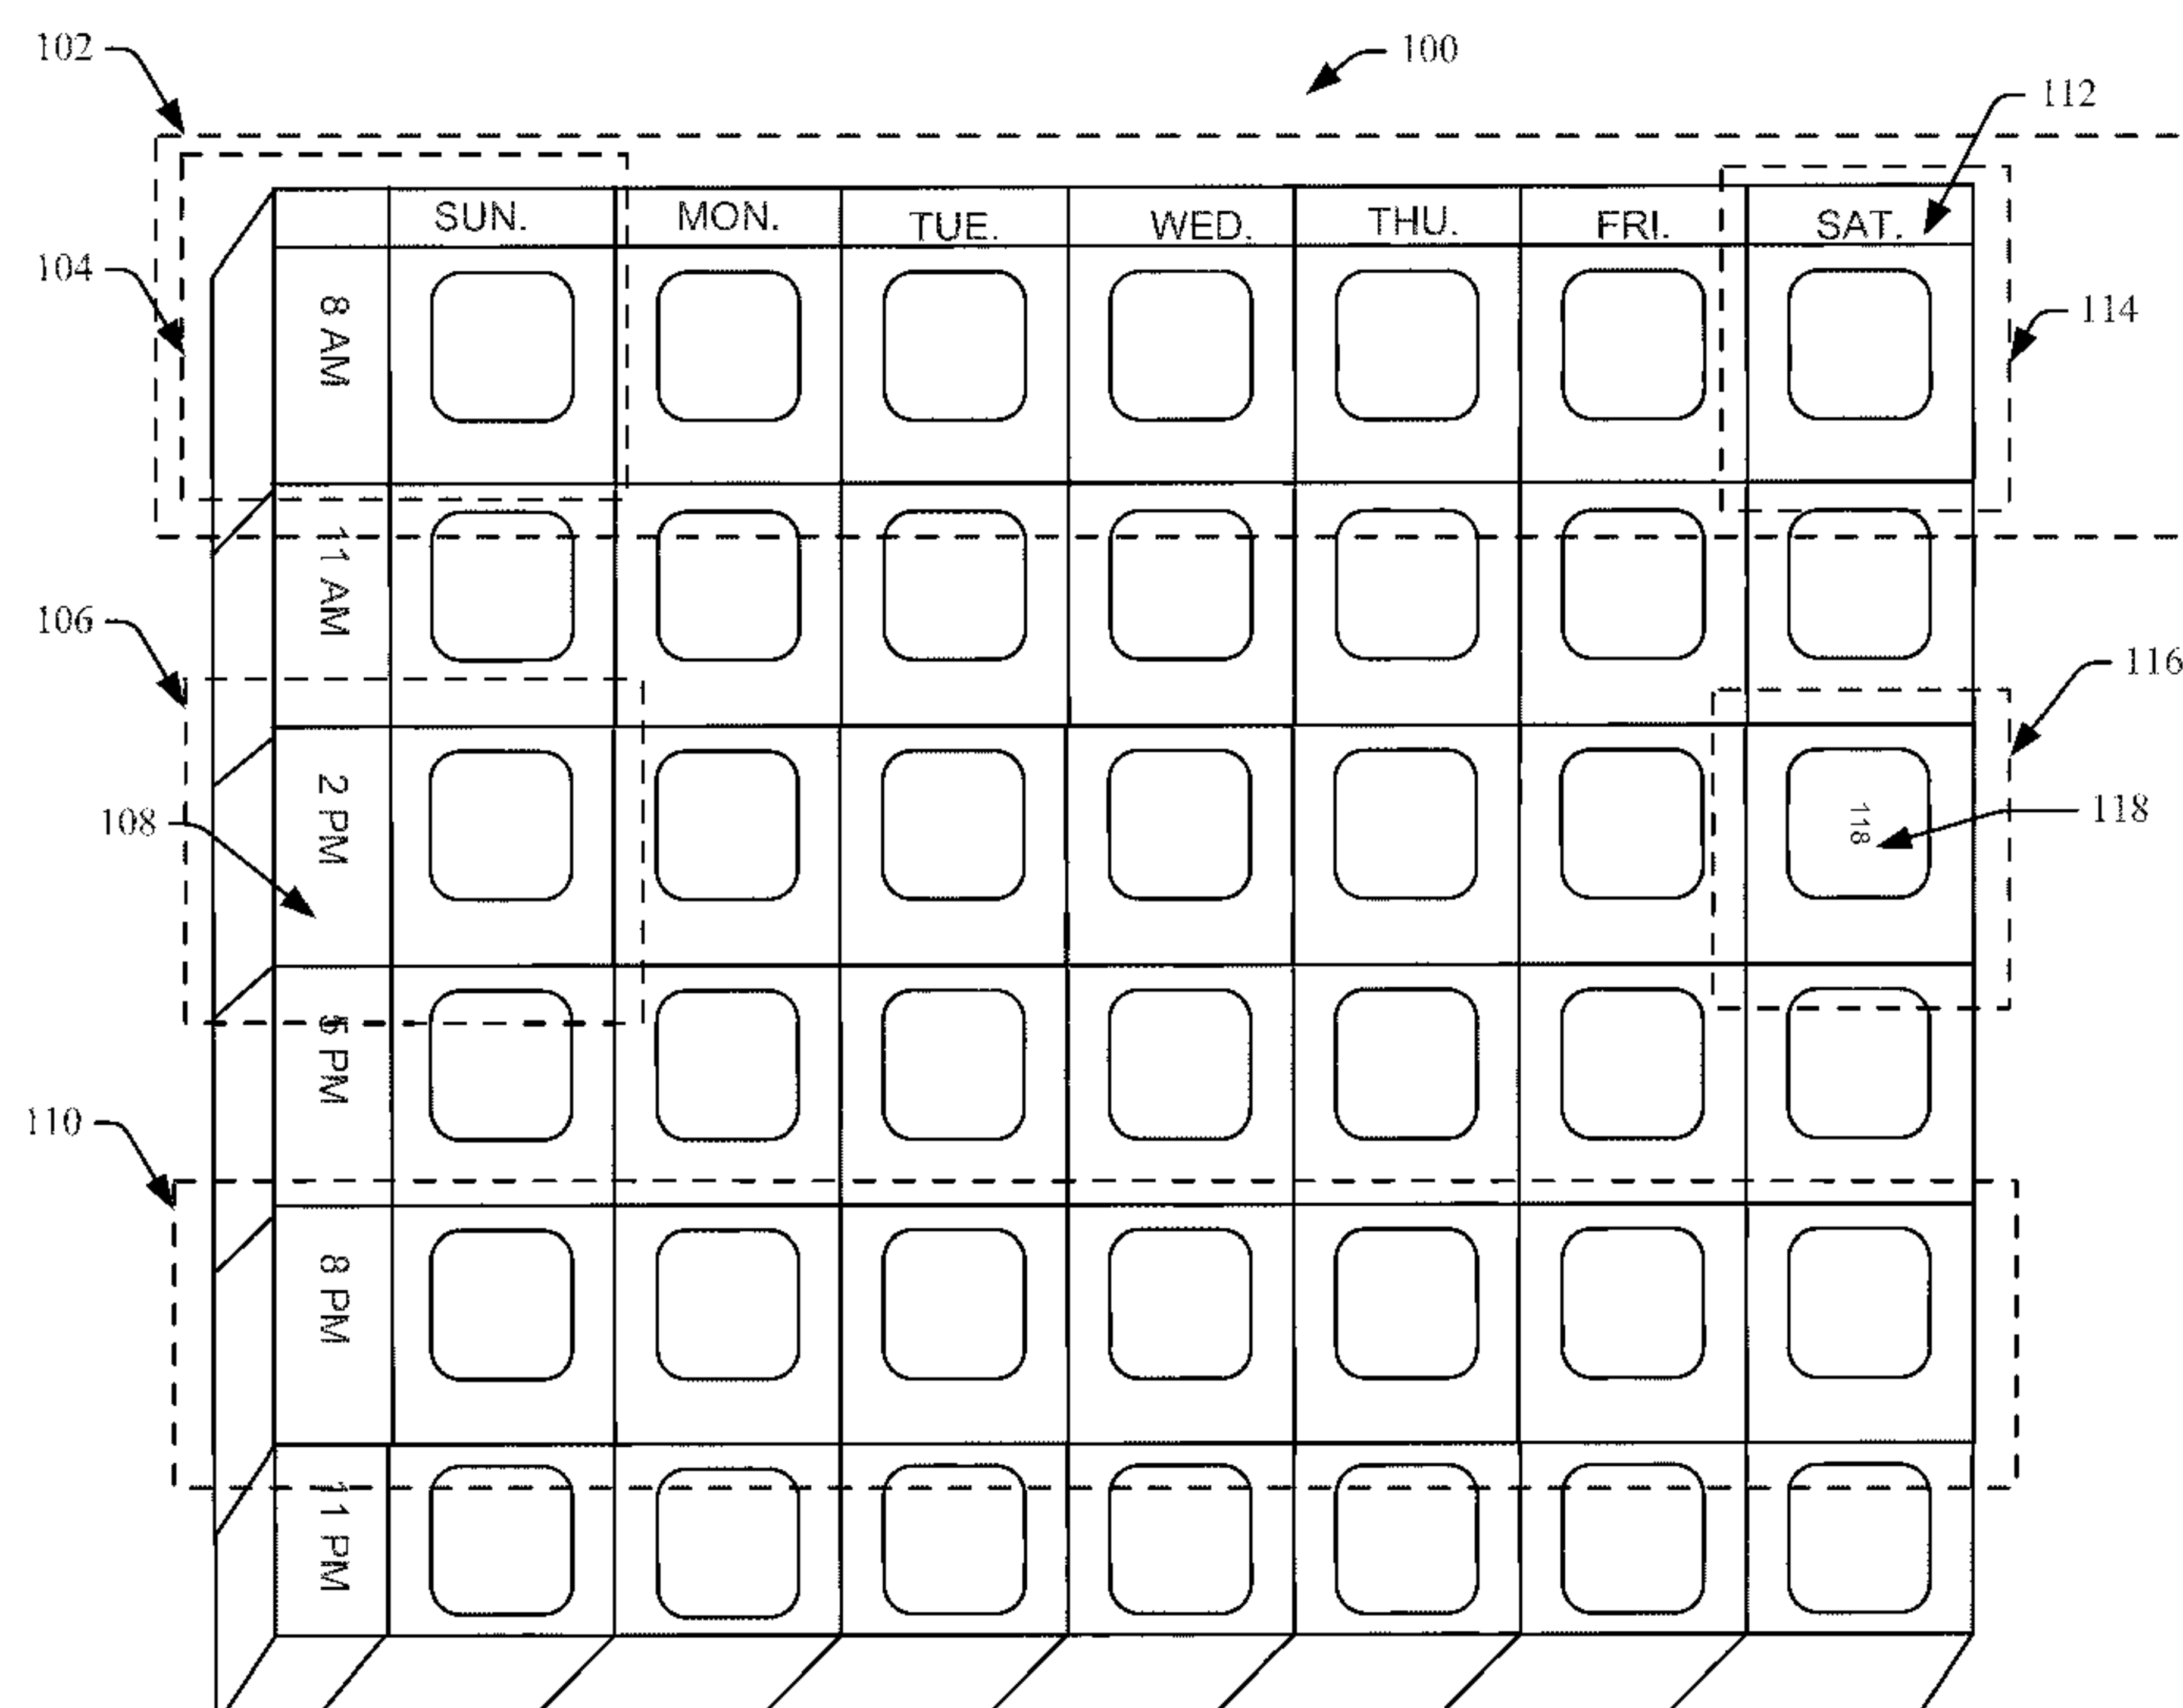 102
100
112
SUN. MON. TUE. WED. THU. FRI. SAT.
104
8 AM
114
11 AM
106
116
2 PM
108
118
118
5 PM
110
8 PM
11 PM